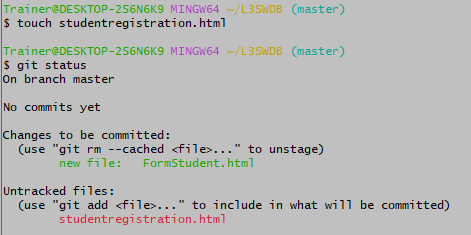 Trainer@DESKTOP-2S6N6K9 MINGW64 ~/L3SWDB (master)
$ touch studentregistration.html
Trainer@DESKTOP-2S6N6K9 MINGW64 ~/L3SWDB (master)
$ git status
On branch master
No commits yet
Changes to be committed:
(use "git rm --cached <file>..." to unstage)
new file: FormStudent.html
Untracked files:
(use "git add <file>..." to include in what will be committed)
studentregistration.html